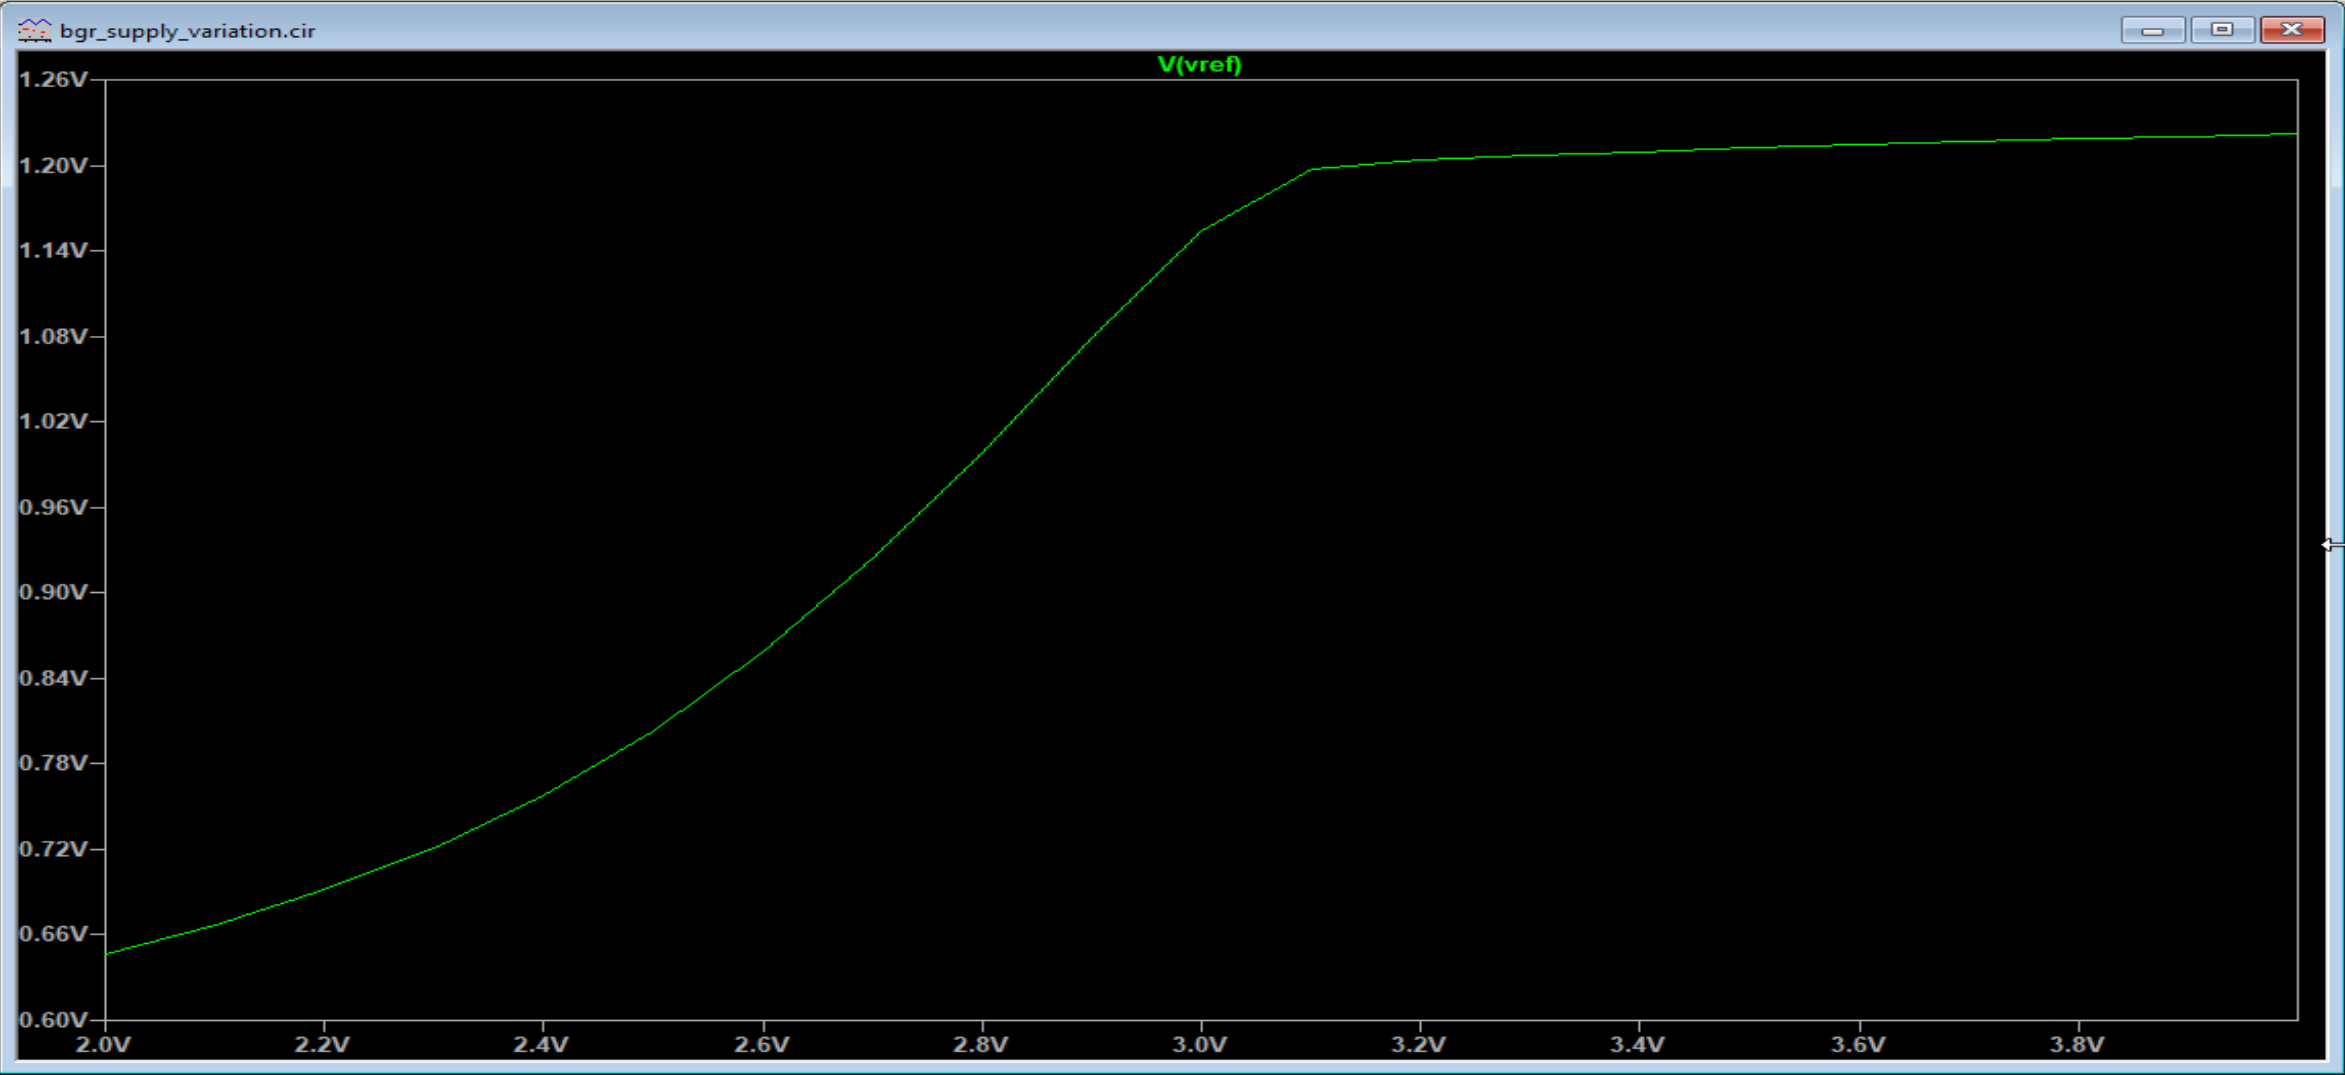 bgr_supply_variation.cir
V(vref)
1.26V
1.20V
1.14V
1.08V
1.02V
0.96V
0.90V
0.84V
0.78V
0.72V
0.66V
0.60V
2.0V 2.2V 2.4V 2.6V 2.8V 3.0V 3.2V 3.4V 3.6V 3.8V